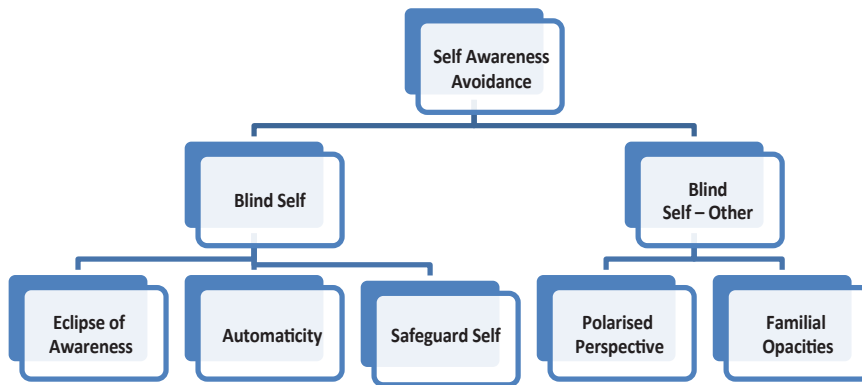 Self Awareness
Avoidance
Blind Self
Blind
Self – Other
Eclipse of
Awareness
Automaticity
Safeguard Self
Polarised
Perspective
Familial
Opacities